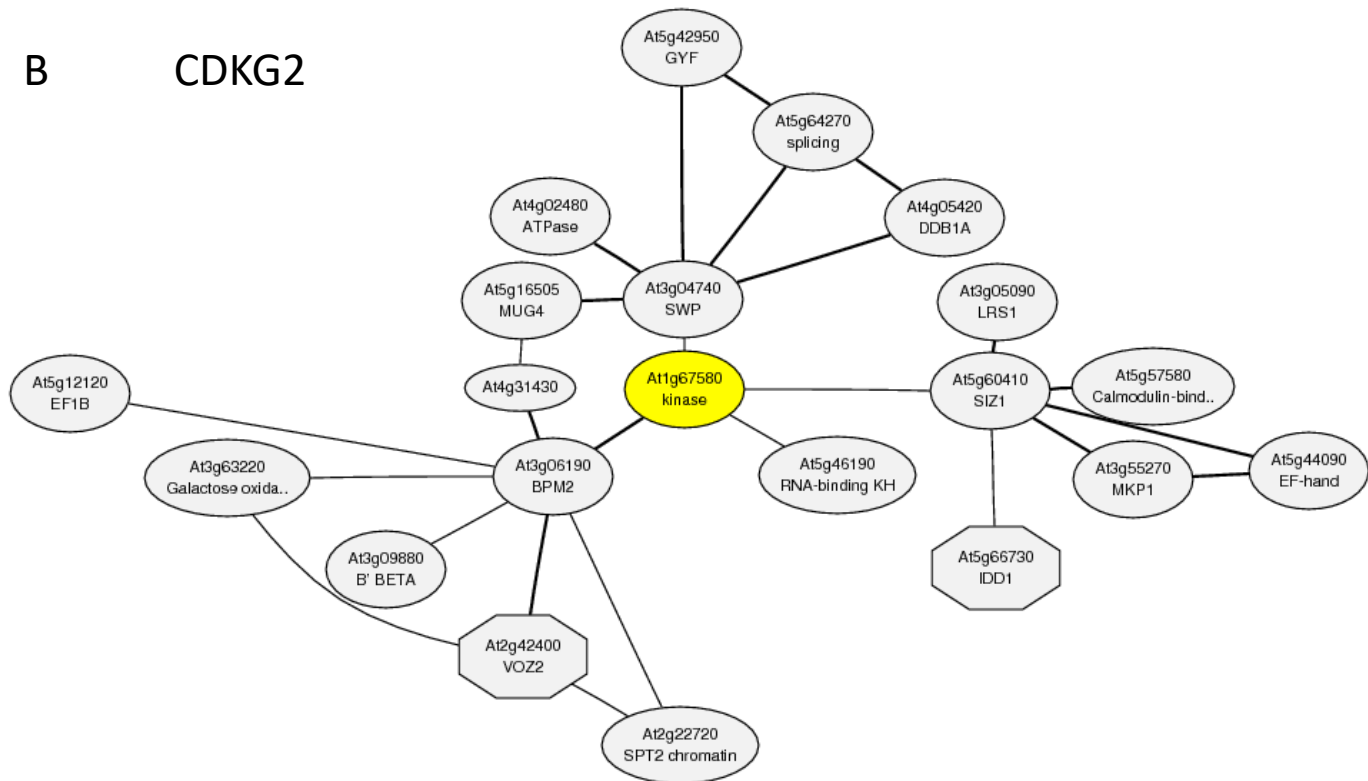 B CDKG2
At5g42950
GYF
At5g64270
splicing
At4g02480
ATPase
At4g05420
DDB1A
At5g16505
MUG4
At3g04740
SWP
At3g05090
LRS1
At5g12120
EF1B
At4g31430
At1g67580
kinase
At5g60410
SIZ1
At5g57580
Calmodulin-bind..
At3g63220
Galactose oxida..
At3g06190
BPM2
At5g46190
RNA-binding KH
At3g55270
MKP1
At5g44090
EF-hand
At3g09880
B' BETA
At5g66730
IDD1
At2g42400
VOZ2
At2g22720
SPT2 chromatin